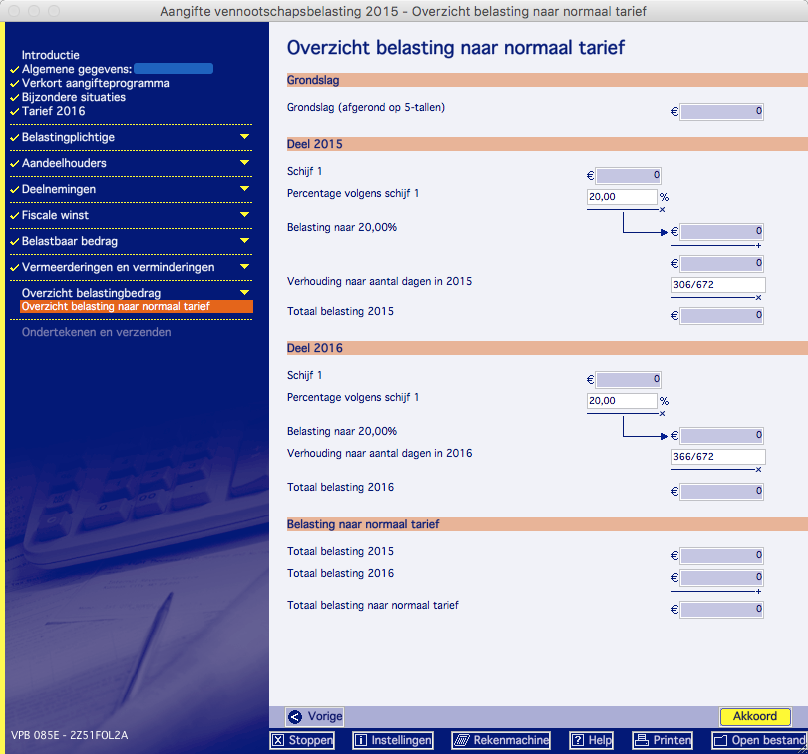 Aangifte vennootschapsbelasting 2015 - Overzicht belasting naar normaal tarief
Introductie
Algemene gegevens:
Verkort aangifteprogramma
Bijzondere situaties
Tarief 2016
Belastingplichtige
Aandeelhouders
Deelnemingen
Fiscale winst
Belastbaar bedrag
Vermeerderingen en verminderingen
Overzicht belastingbedrag
Overzicht belasting naar normaal tarief
Ondertekenen en verzenden
VPB 085E - 2Z51FOL2A
Overzicht belasting naar normaal tarief
Grondslag
Grondslag (afgerond op 5-tallen) € 0
Deel 2015
Schijf 1 € 0
Percentage volgens schijf 1 20,00 %
x
Belasting naar 20,00% € 0
+
€ 0
Verhouding naar aantal dagen in 2015 306/672
x
Totaal belasting 2015 € 0
Deel 2016
Schijf 1 € 0
Percentage volgens schijf 1 20,00 %
x
Belasting naar 20,00% € 0
Verhouding naar aantal dagen in 2016 366/672
x
Totaal belasting 2016 € 0
Belasting naar normaal tarief
Totaal belasting 2015 € 0
Totaal belasting 2016 € 0
+
Totaal belasting naar normaal tarief € 0
Vorige Akkoord
Stoppen Instellingen Rekenmachine Help Printen Open bestand